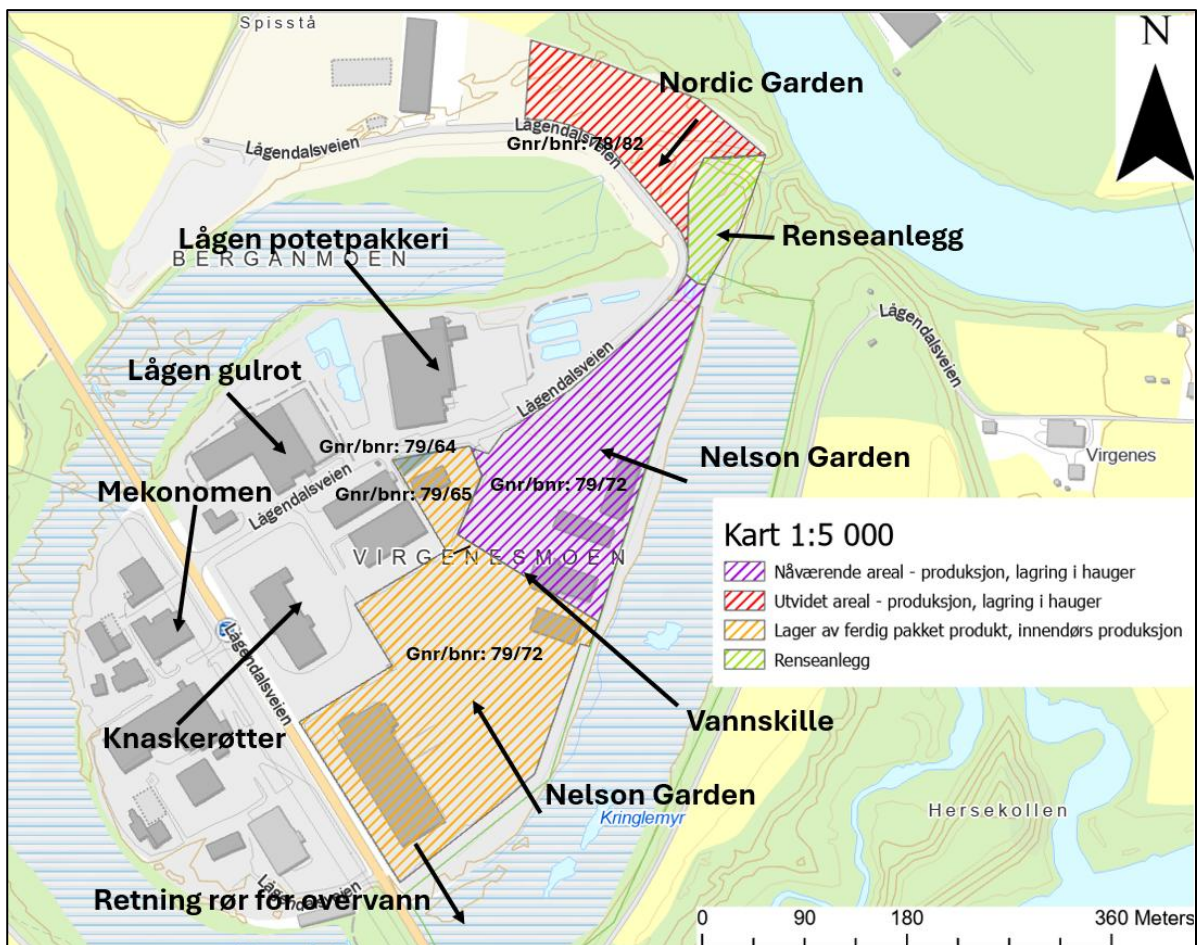 Spisstå
N
Nordic Garden
Lågendalsveien
Lågendalsveien
Gnr/bnr: 78/82
Lågen potetpakkeri
Renseanlegg
BERGANMOEN
Lågendalsveien
Lågen gulrot
Lågendalsveien
Gnr/bnr: 79/64
Nelson Garden
Virgenes
Mekonomen
Lågendalsveien
Gnr/bnr: 79/65
Gnr/bnr: 79/72
Kart 1:5 000
VIRGENESMOEN
Nåværende areal - produksjon, lagring i hauger
Utvidet areal - produksjon, lagring i hauger
Lager av ferdig pakket produkt, innendørs produksjon
Renseanlegg
Lågendalsveien
Gnr/bnr: 79/72
Knaskerøtter
Vannskille
Nelson Garden
Kringlemyr
Hersekollen
Lågendalsveien
Retning rør for overvann
0 90 180 360 Meters